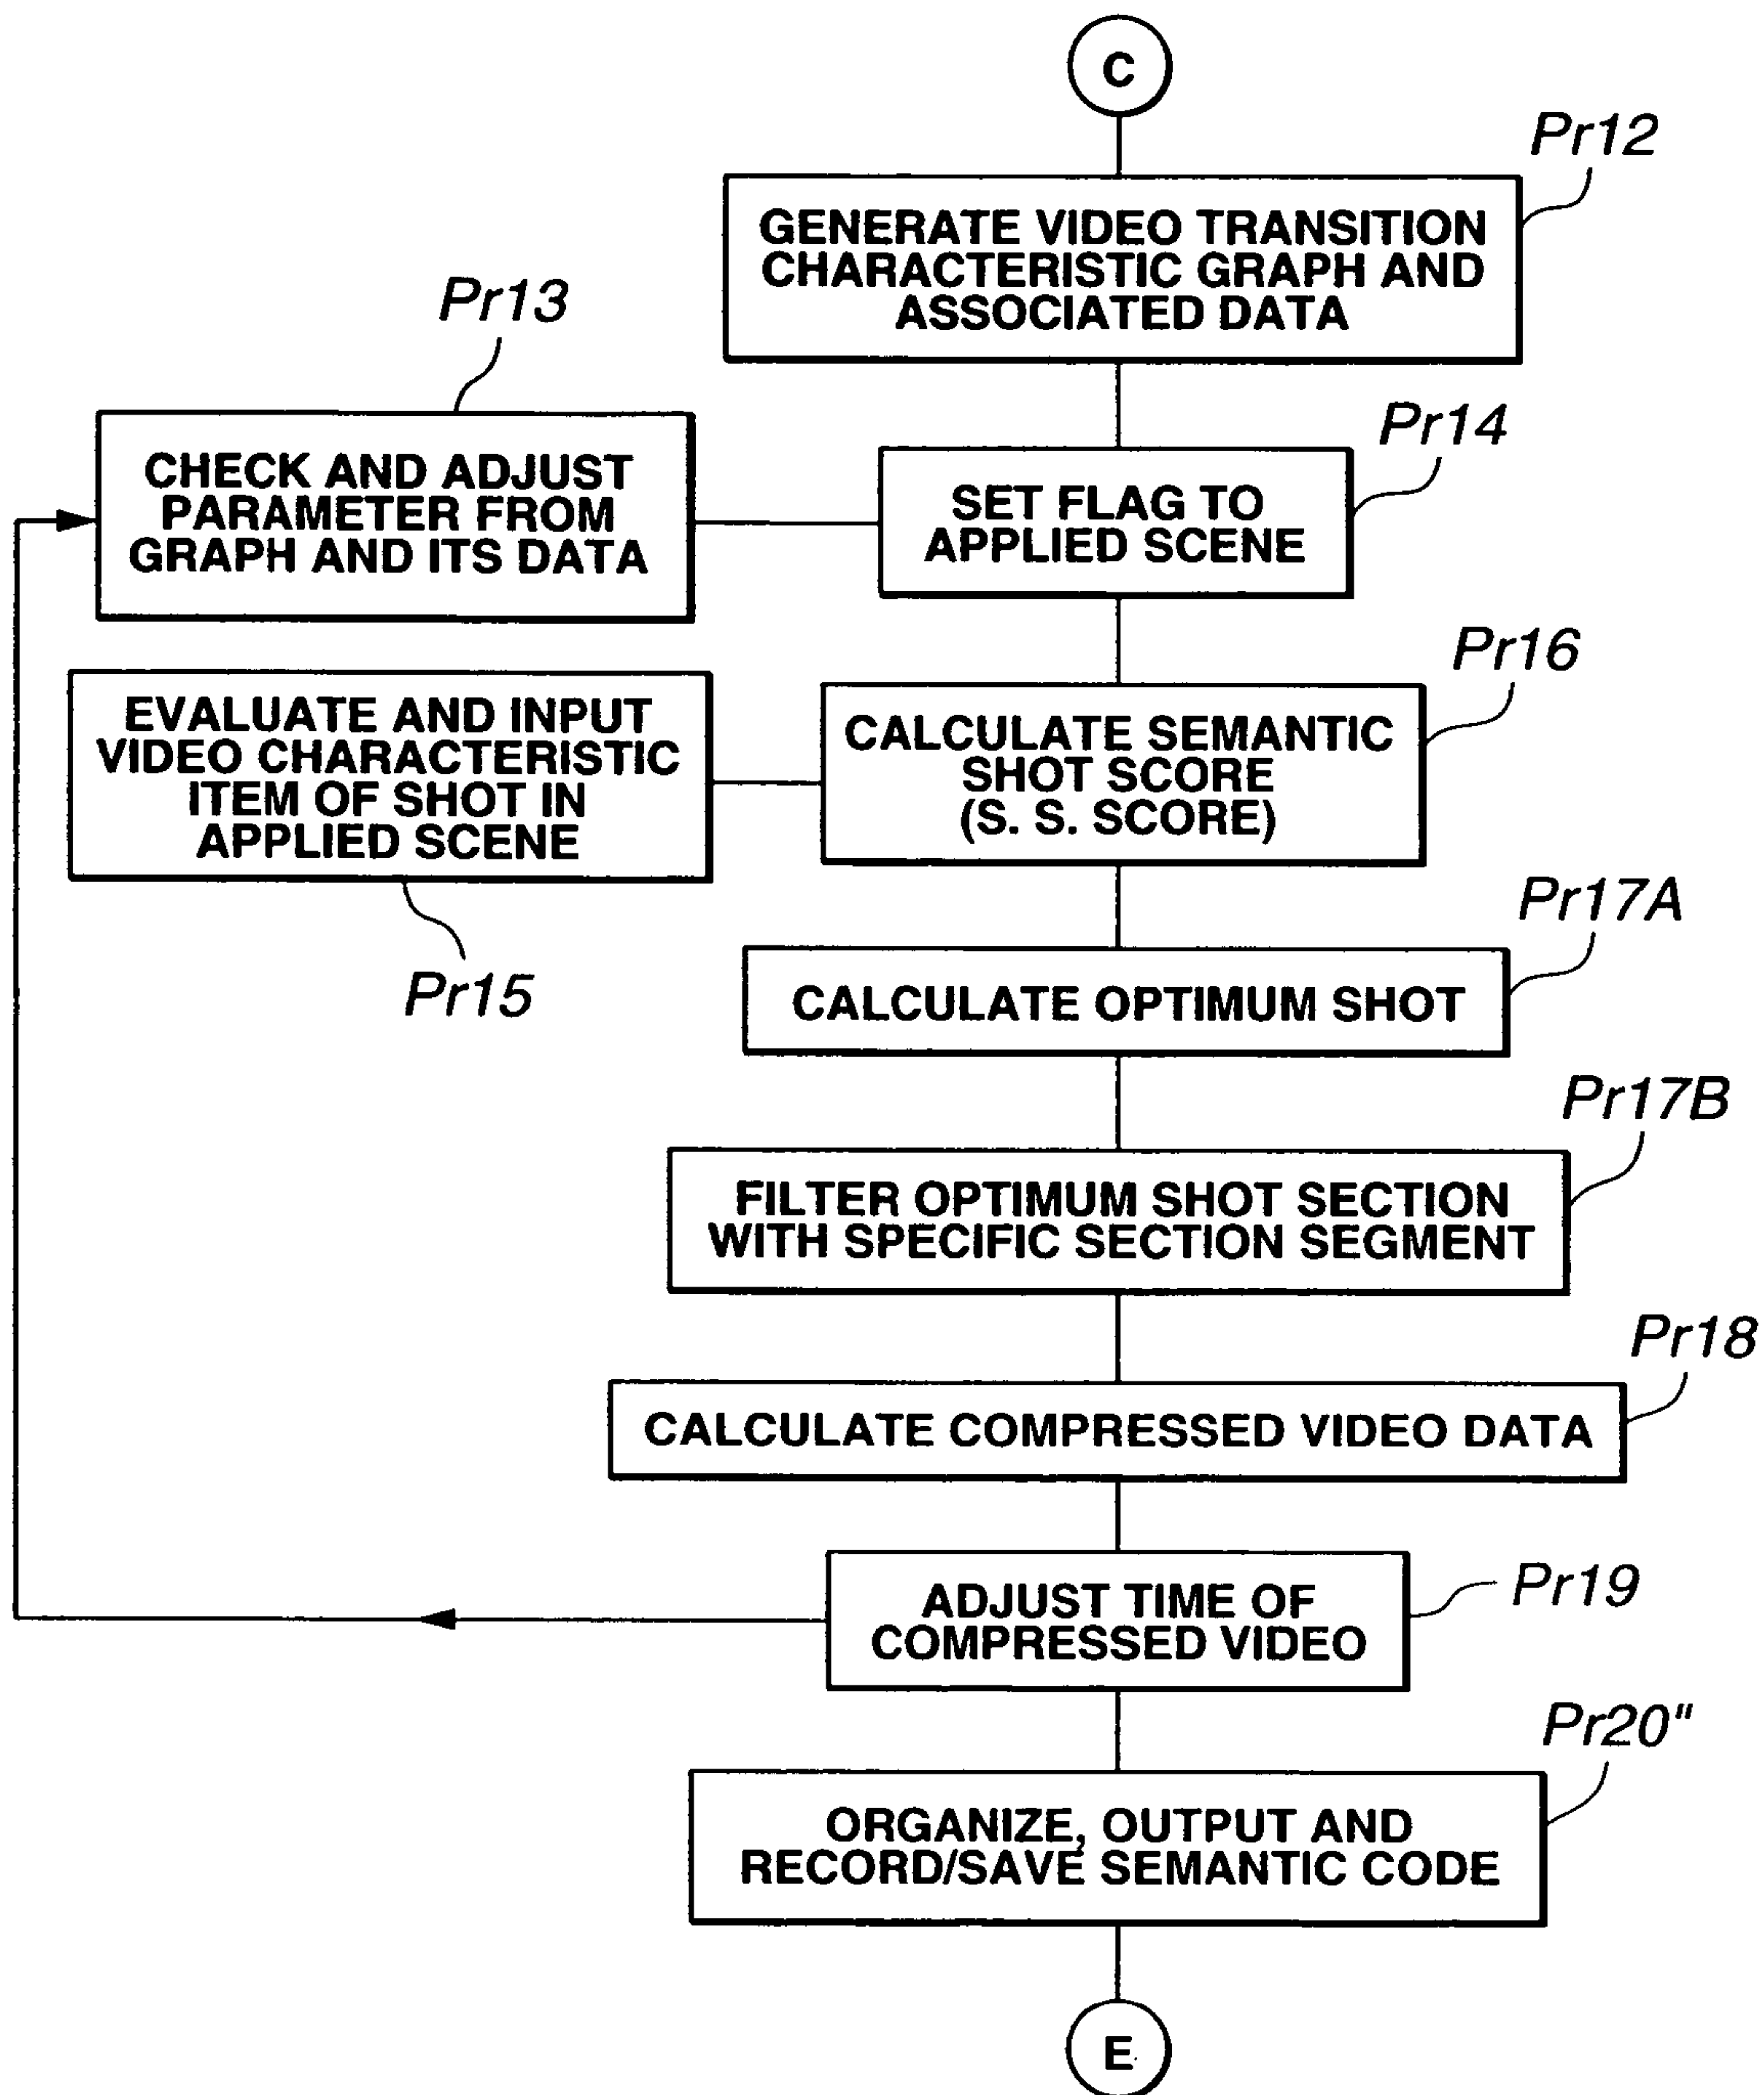 C
Pr12
GENERATE VIDEO TRANSITION
CHARACTERISTIC GRAPH AND
ASSOCIATED DATA
Pr13
CHECK AND ADJUST
PARAMETER FROM
GRAPH AND ITS DATA
Pr14
SET FLAG TO
APPLIED SCENE
EVALUATE AND INPUT
VIDEO CHARACTERISTIC
ITEM OF SHOT IN
APPLIED SCENE
Pr15
Pr16
CALCULATE SEMANTIC
SHOT SCORE
(S. S. SCORE)
Pr17A
CALCULATE OPTIMUM SHOT
Pr17B
FILTER OPTIMUM SHOT SECTION
WITH SPECIFIC SECTION SEGMENT
Pr18
CALCULATE COMPRESSED VIDEO DATA
ADJUST TIME OF
COMPRESSED VIDEO
Pr19
Pr20"
ORGANIZE, OUTPUT AND
RECORD/SAVE SEMANTIC CODE
E